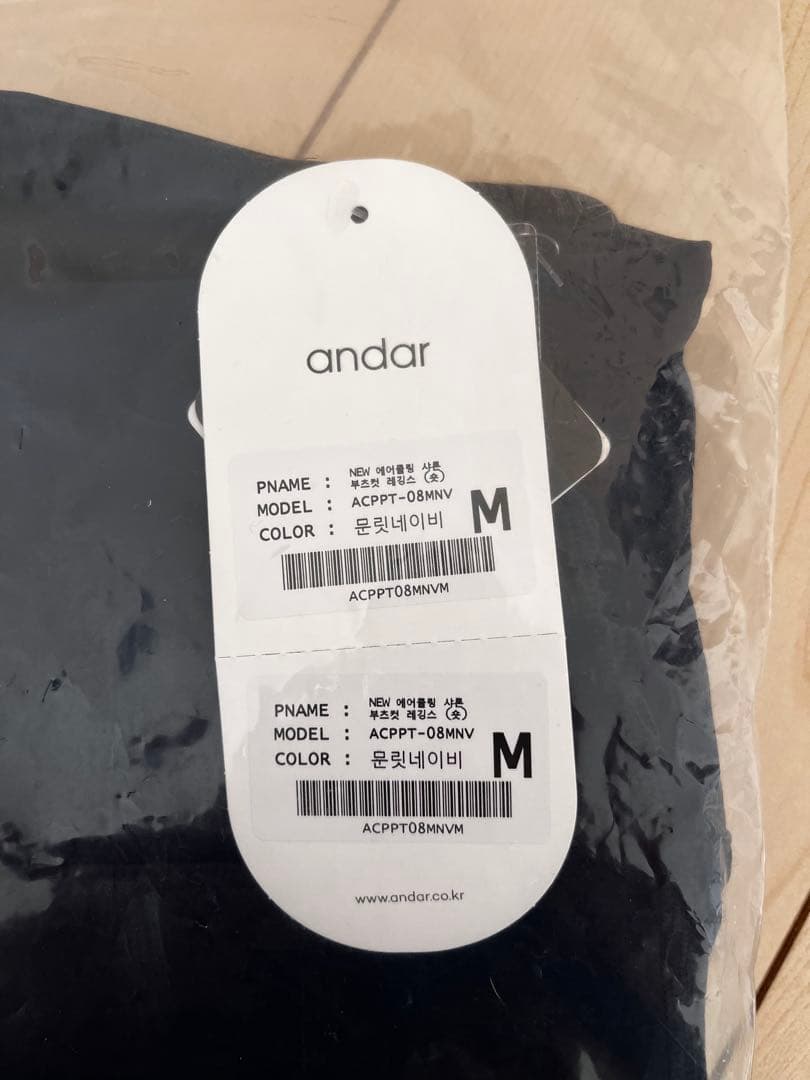 andar
PNAME : NEW 에어쿨링 샤론
부츠컷 레깅스 (숏)
MODEL : ACPPT-08MNV
COLOR : 문릿네이비
M
ACPPT08MNVM
PNAME : NEW 에어쿨링 샤론
부츠컷 레깅스 (숏)
MODEL : ACPPT-08MNV
COLOR : 문릿네이비
M
ACPPT08MNVM
www.andar.co.kr